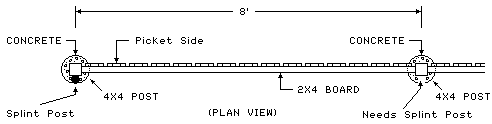 8'
CONCRETE
Picket Side
CONCRETE
4X4 POST
2X4 BOARD
4X4 POST
Splint Post
(PLAN VIEW)
Needs Splint Post